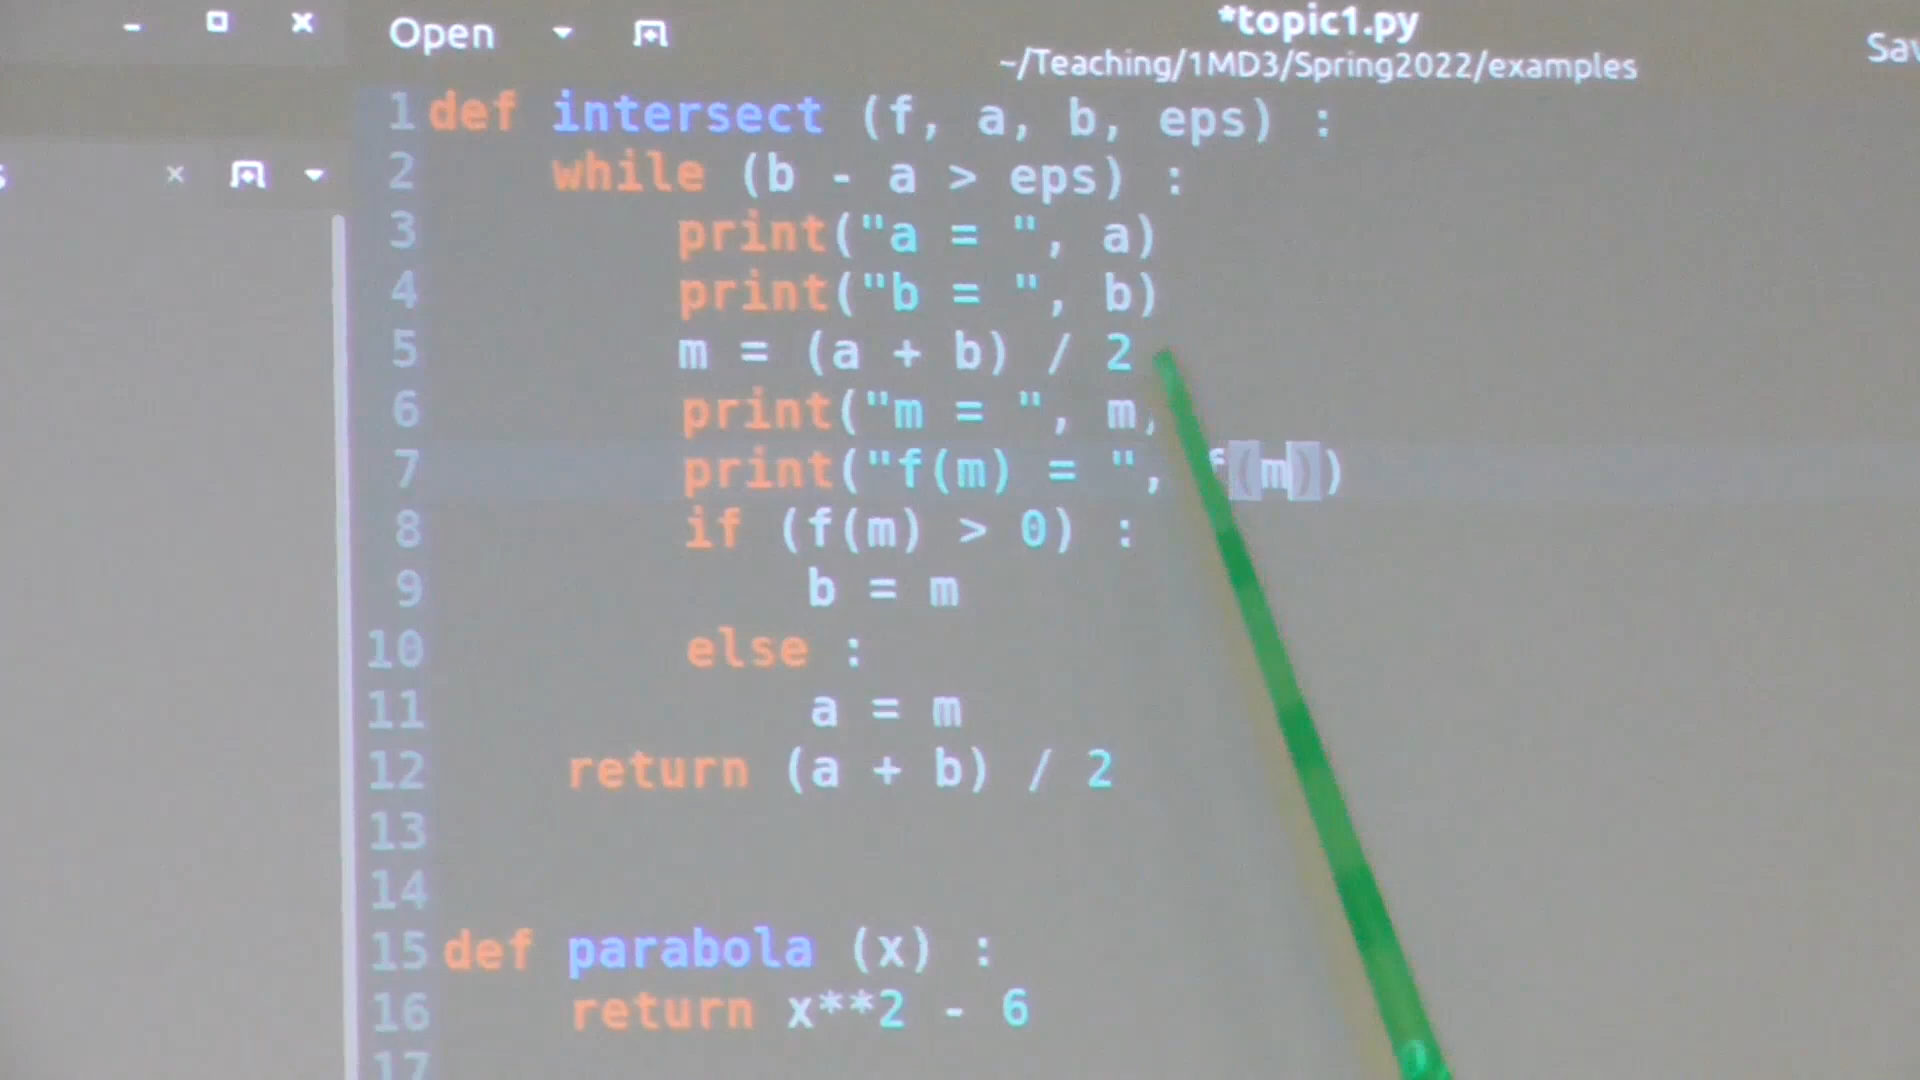 Open
*topic1.py
~/Teaching/1MD3/Spring2022/examples
1 def intersect (f, a, b, eps) :
2 while (b - a > eps) :
3 print("a = ", a)
4 print("b = ", b)
5 m = (a + b) / 2
6 print("m = ", m)
7 print("f(m) = ", f(m))
8 if (f(m) > 0) :
9 b = m
10 else :
11 a = m
12 return (a + b) / 2
13
14
15 def parabola (x) :
16 return x**2 - 6
17